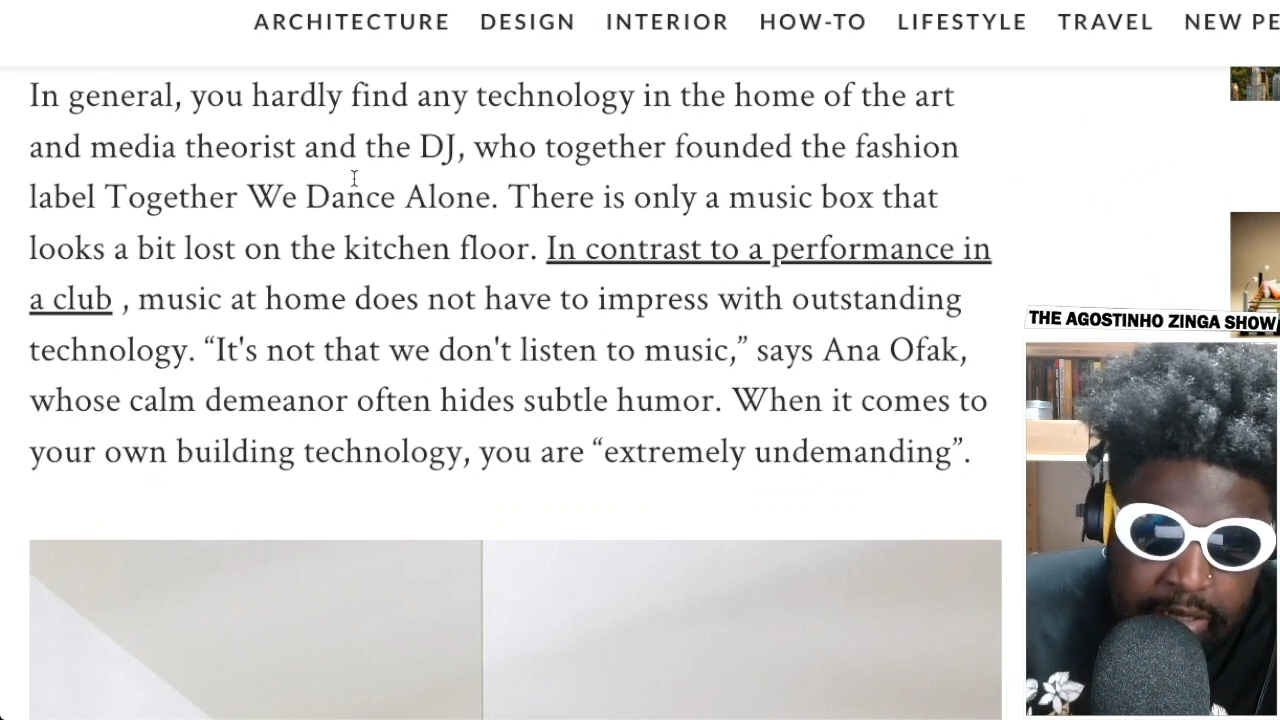 ARCHITECTURE DESIGN INTERIOR HOW-TO LIFESTYLE TRAVEL NEW PE
In general, you hardly find any technology in the home of the art
and media theorist and the DJ, who together founded the fashion
label Together We Dance Alone. There is only a music box that
looks a bit lost on the kitchen floor. In contrast to a performance in
a club , music at home does not have to impress with outstanding
technology. “It's not that we don't listen to music,” says Ana Ofak,
whose calm demeanor often hides subtle humor. When it comes to
your own building technology, you are “extremely undemanding”.
THE AGOSTINHO ZINGA SHOW